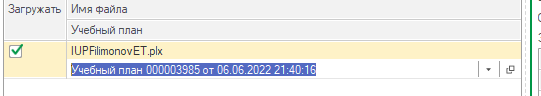 Загружать Имя файла
Учебный план
IUPFilimonovET.plx
Учебный план 000003985 от 06.06.2022 21:40:16